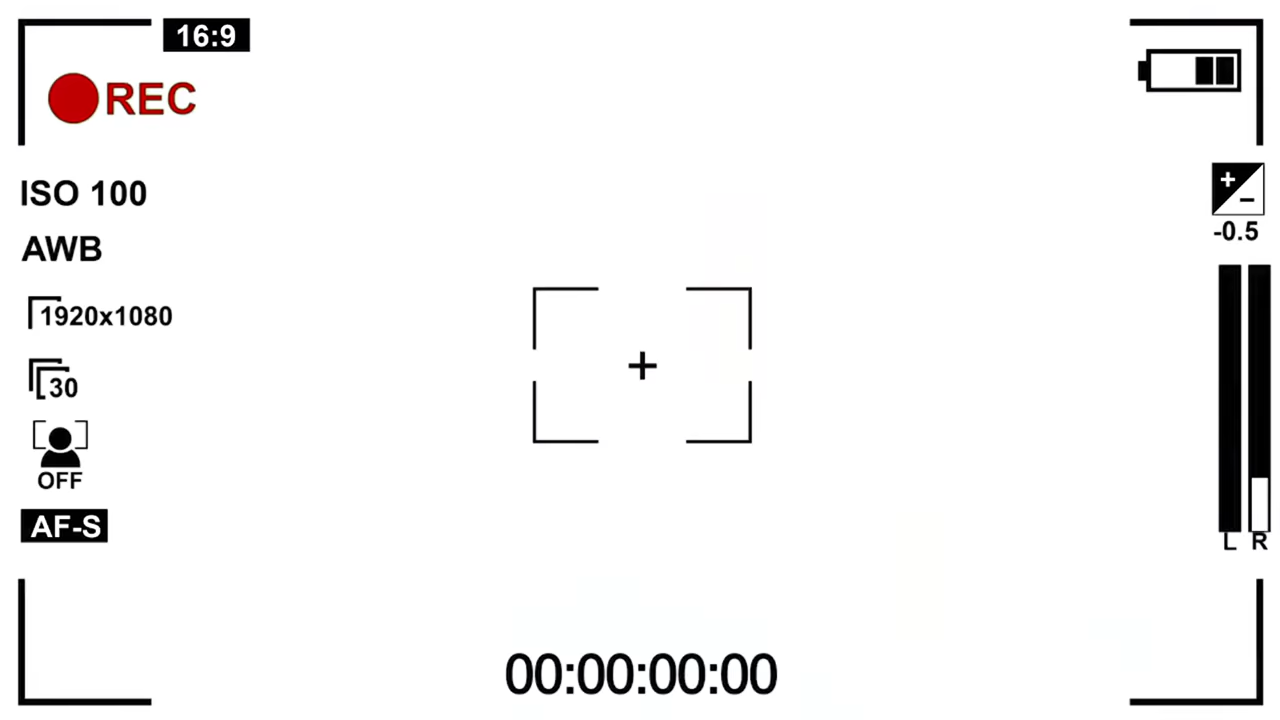 16:9
REC
ISO 100
AWB
-0.5
1920x1080
30
OFF
AF-S
L R
00:00:00:00